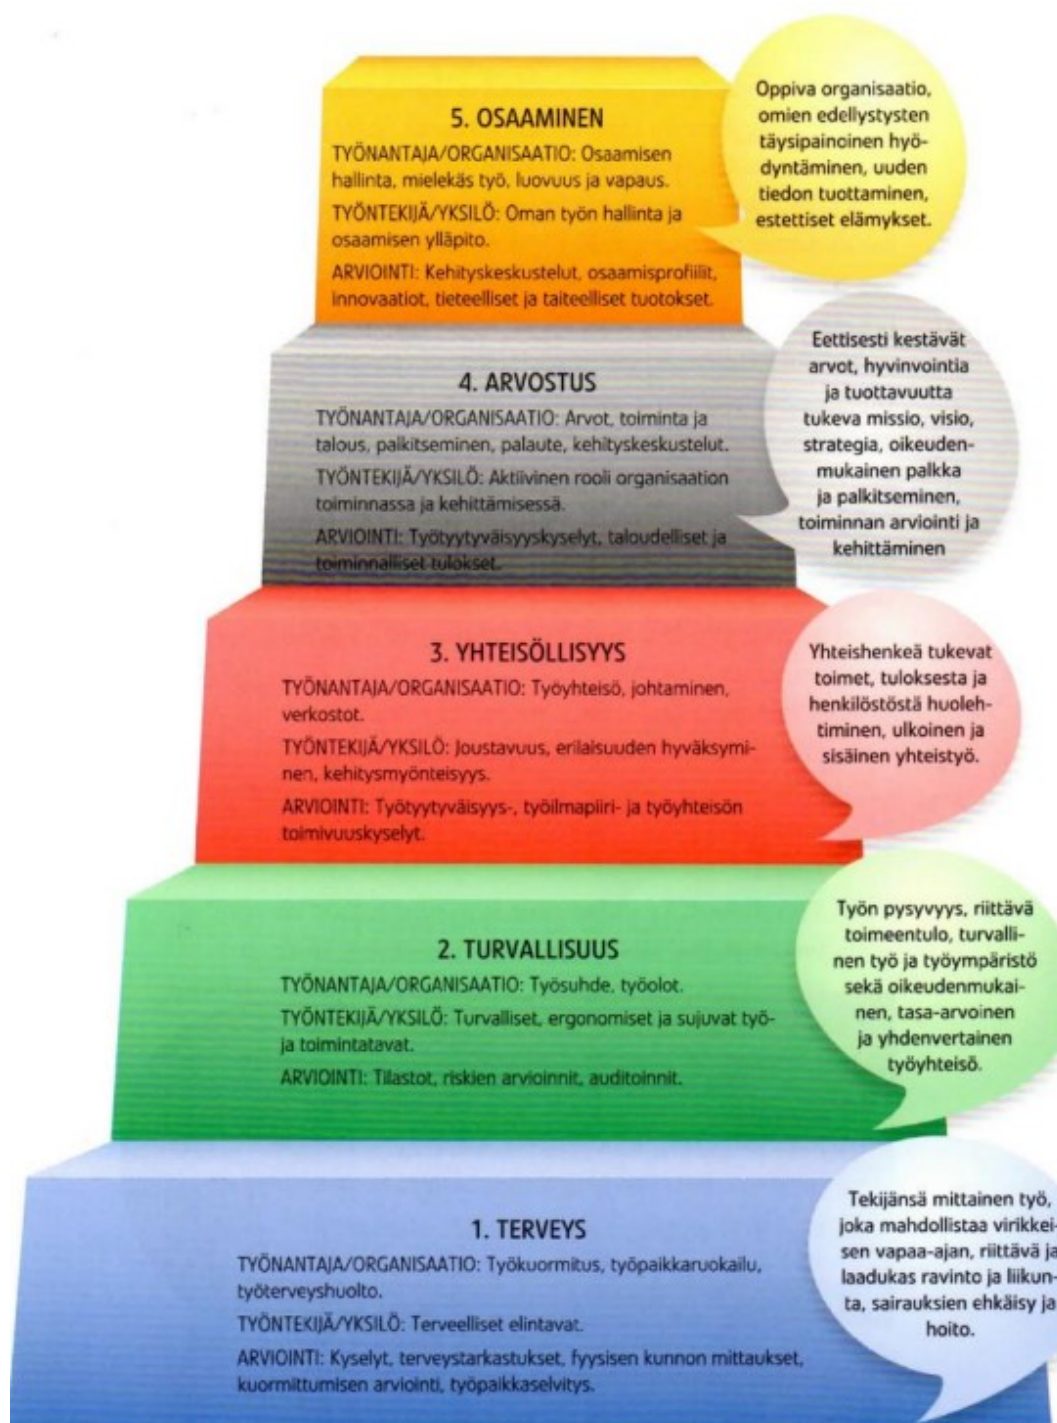 5. OSAAMINEN
TYÖNANTAJA/ORGANISAATIO: Osaamisen
hallinta, mielekäs työ, luovuus ja vapaus.
TYÖNTEKIJÄ/YKSILÖ: Oman työn hallinta ja
osaamisen ylläpito.
ARVIOINTI: Kehityskeskustelut, osaamisprofiilit,
innovaatiot, tieteelliset ja taiteelliset tuotokset.
Oppiva organisaatio,
omien edellystysten
täysipainoinen hyö-
dyntäminen, uuden
tiedon tuottaminen,
estettiset elämykset.
4. ARVOSTUS
TYÖNANTAJA/ORGANISAATIO: Arvot, toiminta ja
talous, palkitseminen, palaute, kehityskeskustelut.
TYÖNTEKIJÄ/YKSILÖ: Aktiivinen rooli organisaation
toiminnassa ja kehittämisessä.
ARVIOINTI: Työtyytyväisyyskyselyt, taloudelliset ja
toiminnalliset tulokset.
Eettisesti kestävät
arvot, hyvinvointia
ja tuottavuutta
tukeva missio, visio,
strategia, oikeuden-
mukainen palkka
ja palkitseminen,
toiminnan arviointi ja
kehittäminen
3. YHTEISÖLLISYYS
TYÖNANTAJA/ORGANISAATIO: Työyhteisö, johtaminen,
verkostot.
TYÖNTEKIJÄ/YKSILÖ: Joustavuus, erilaisuuden hyväksymi-
nen, kehitysmyönteisyys.
ARVIOINTI: Työtyytyväisyys-, työilmapiiri- ja työyhteisön
toimivuuskyselyt.
Yhteishenkeä tukevat
toimet, tuloksesta ja
henkilöstöstä huoleh-
timinen, ulkoinen ja
sisäinen yhteistyö.
2. TURVALLISUUS
TYÖNANTAJA/ORGANISAATIO: Työsuhde, työolot.
TYÖNTEKIJÄ/YKSILÖ: Turvalliset, ergonomiset ja sujuvat työ-
ja toimintatavat.
ARVIOINTI: Tilastot, riskien arvioinnit, auditoinnit.
Työn pysyvyys, riittävä
toimeentulo, turvalli-
nen työ ja työympäristö
sekä oikeudenmukai-
nen, tasa-arvoinen
ja yhdenvertainen
työyhteisö.
1. TERVEYS
TYÖNANTAJA/ORGANISAATIO: Työkuormitus, työpaikkaruokailu,
työterveyshuolto.
TYÖNTEKIJÄ/YKSILÖ: Terveelliset elintavat.
ARVIOINTI: Kyselyt, terveystarkastukset, fyysisen kunnon mittaukset,
kuormittumisen arviointi, työpaikkaselvitys.
Tekijänsä mittainen työ,
joka mahdollistaa virikkei-
sen vapaa-ajan, riittävä ja
laadukas ravinto ja liikun-
ta, sairauksien ehkäisy ja
hoito.